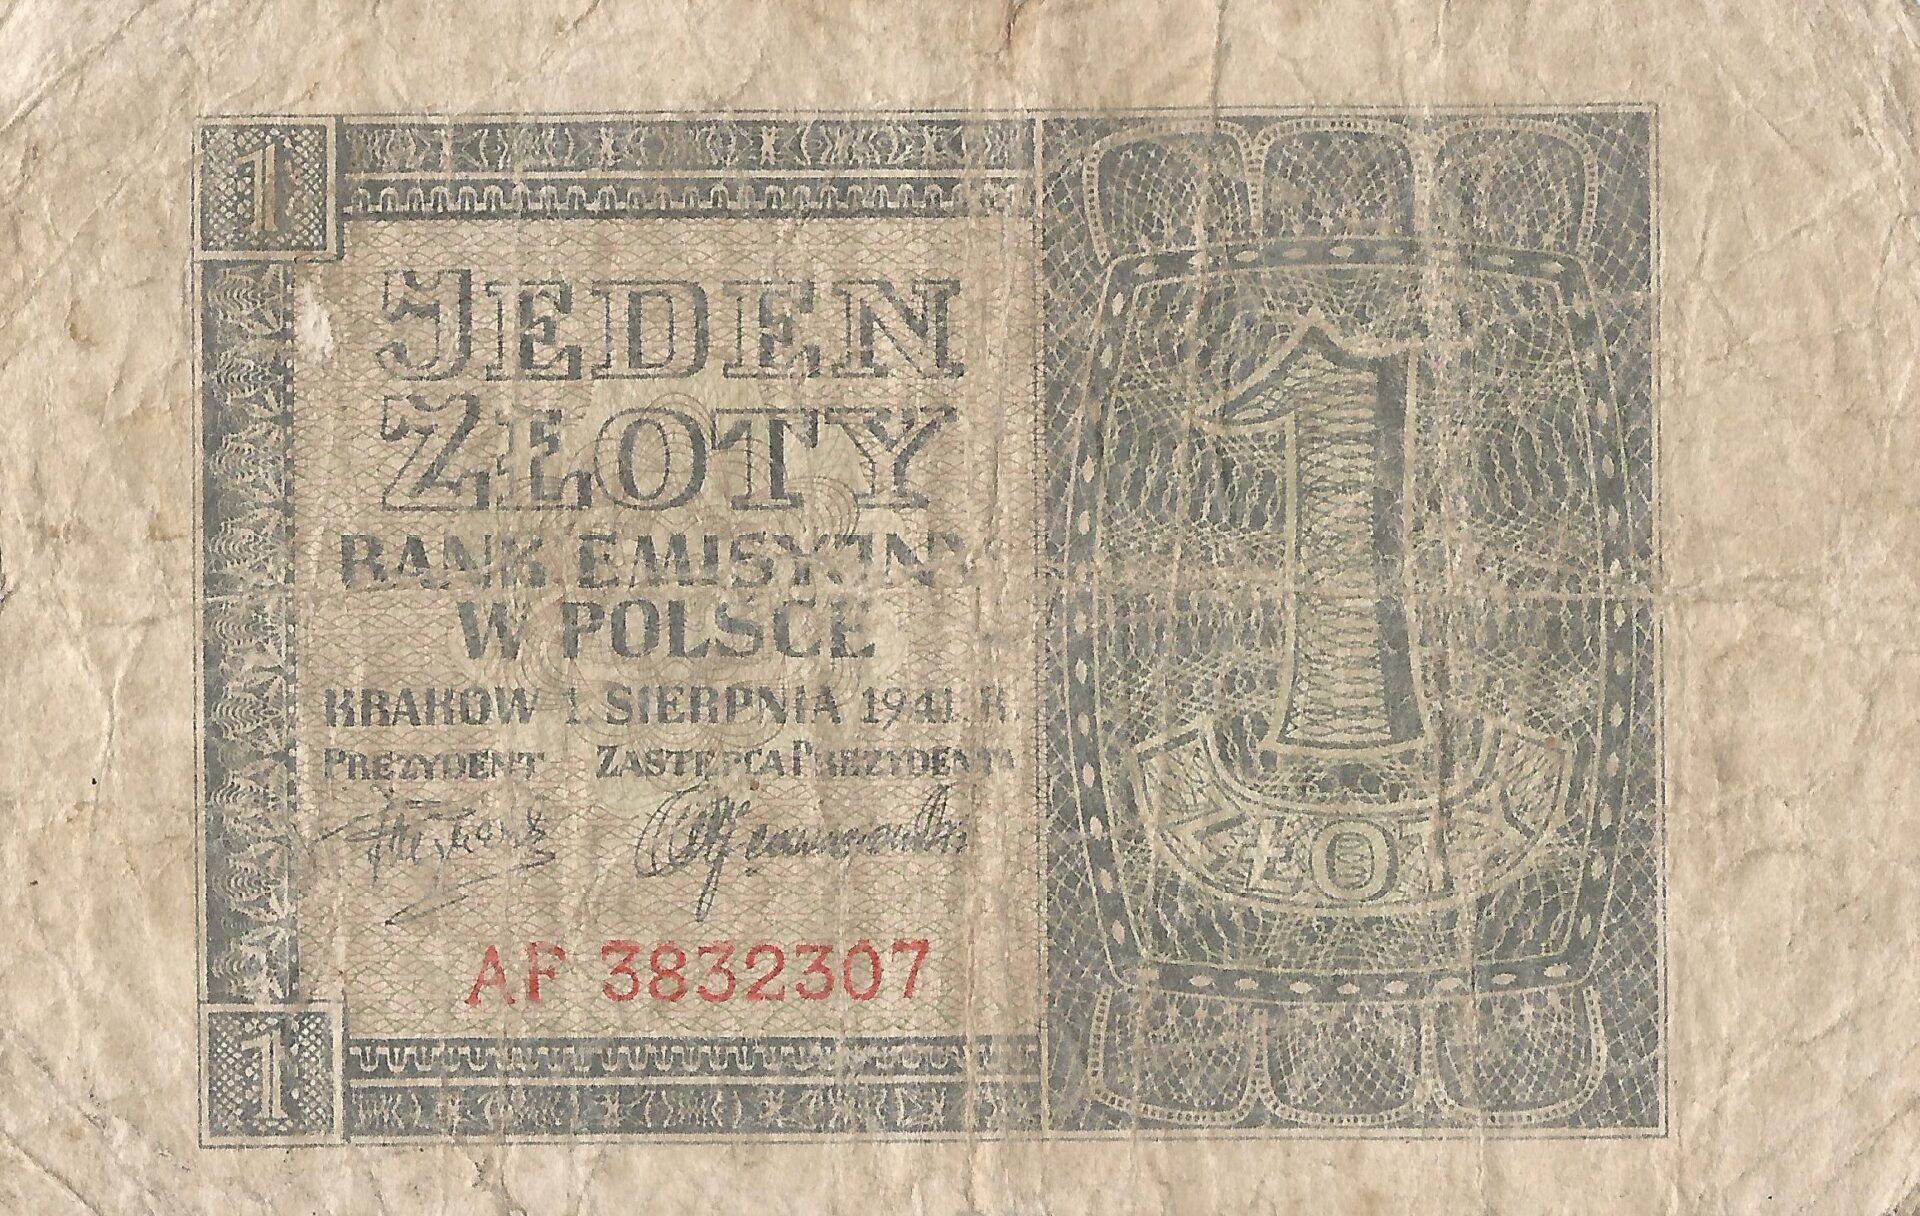 1
JEDEN
ZŁOTY
BANK EMISYJNY
W POLSCE
KRAKÓW 1. SIERPNIA 1941 R.
PREZYDENT ZASTĘPCA PREZYDENTA
AF 3832307
1
1
ZŁOTY